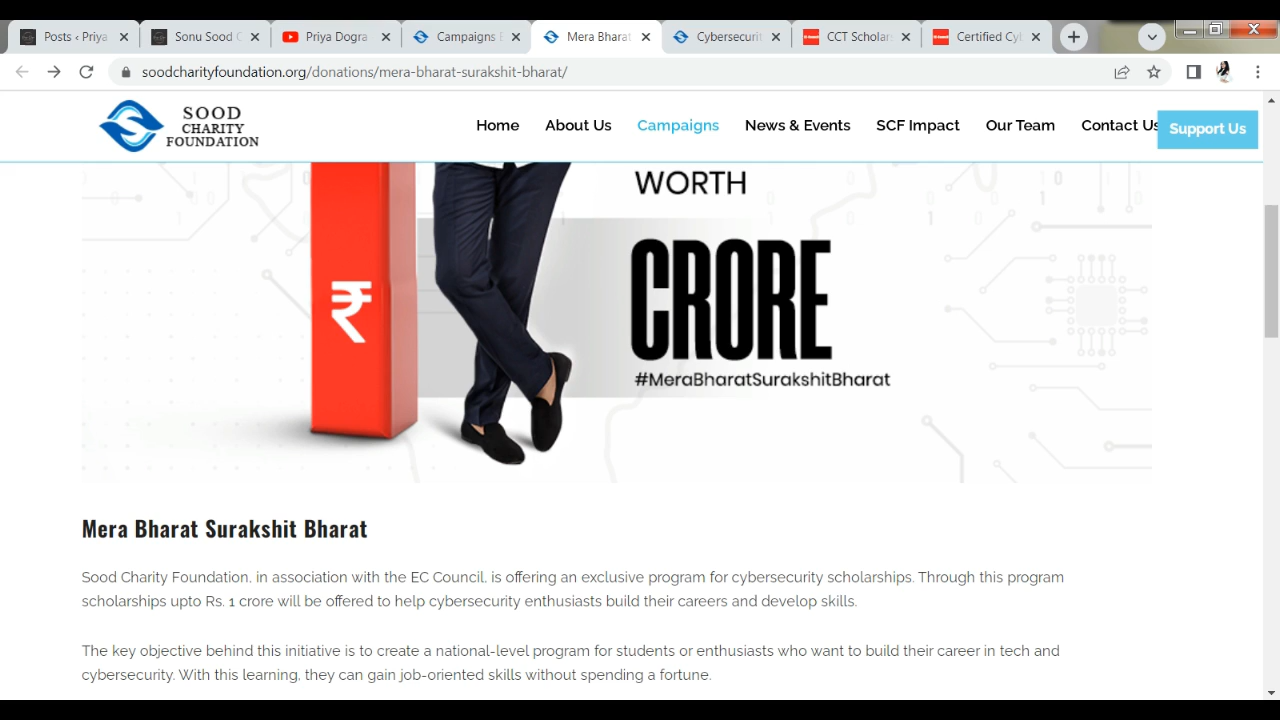 Posts ‹ Priya
Sonu Sood C
Priya Dogra
Campaigns
Mera Bharat
Cybersecurit
CCT Scholars
Certified Cy
soodcharityfoundation.org/donations/mera-bharat-surakshit-bharat/
SOOD
CHARITY
FOUNDATION
Home
About Us
Campaigns
News & Events
SCF Impact
Our Team
Contact Us
Support Us
WORTH
₹
CRORE
#MeraBharatSurakshitBharat
Mera Bharat Surakshit Bharat
Sood Charity Foundation, in association with the EC Council, is offering an exclusive program for cybersecurity scholarships. Through this program
scholarships upto Rs. 1 crore will be offered to help cybersecurity enthusiasts build their careers and develop skills.
The key objective behind this initiative is to create a national-level program for students or enthusiasts who want to build their career in tech and
cybersecurity. With this learning, they can gain job-oriented skills without spending a fortune.